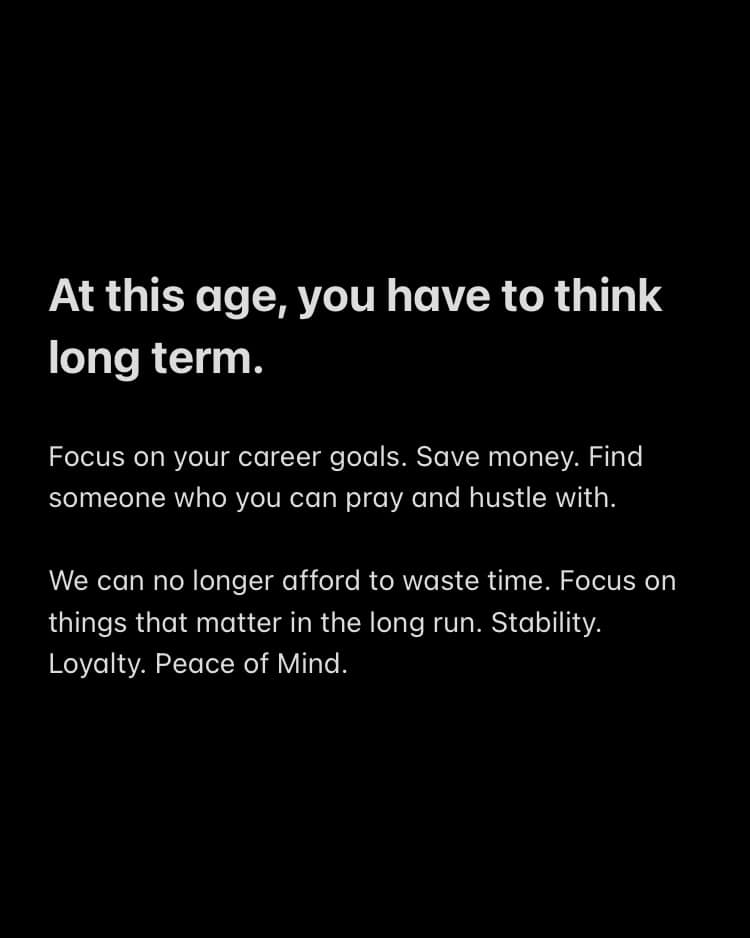 At this age, you have to think
long term.
Focus on your career goals. Save money. Find
someone who you can pray and hustle with.
We can no longer afford to waste time. Focus on
things that matter in the long run. Stability.
Loyalty. Peace of Mind.